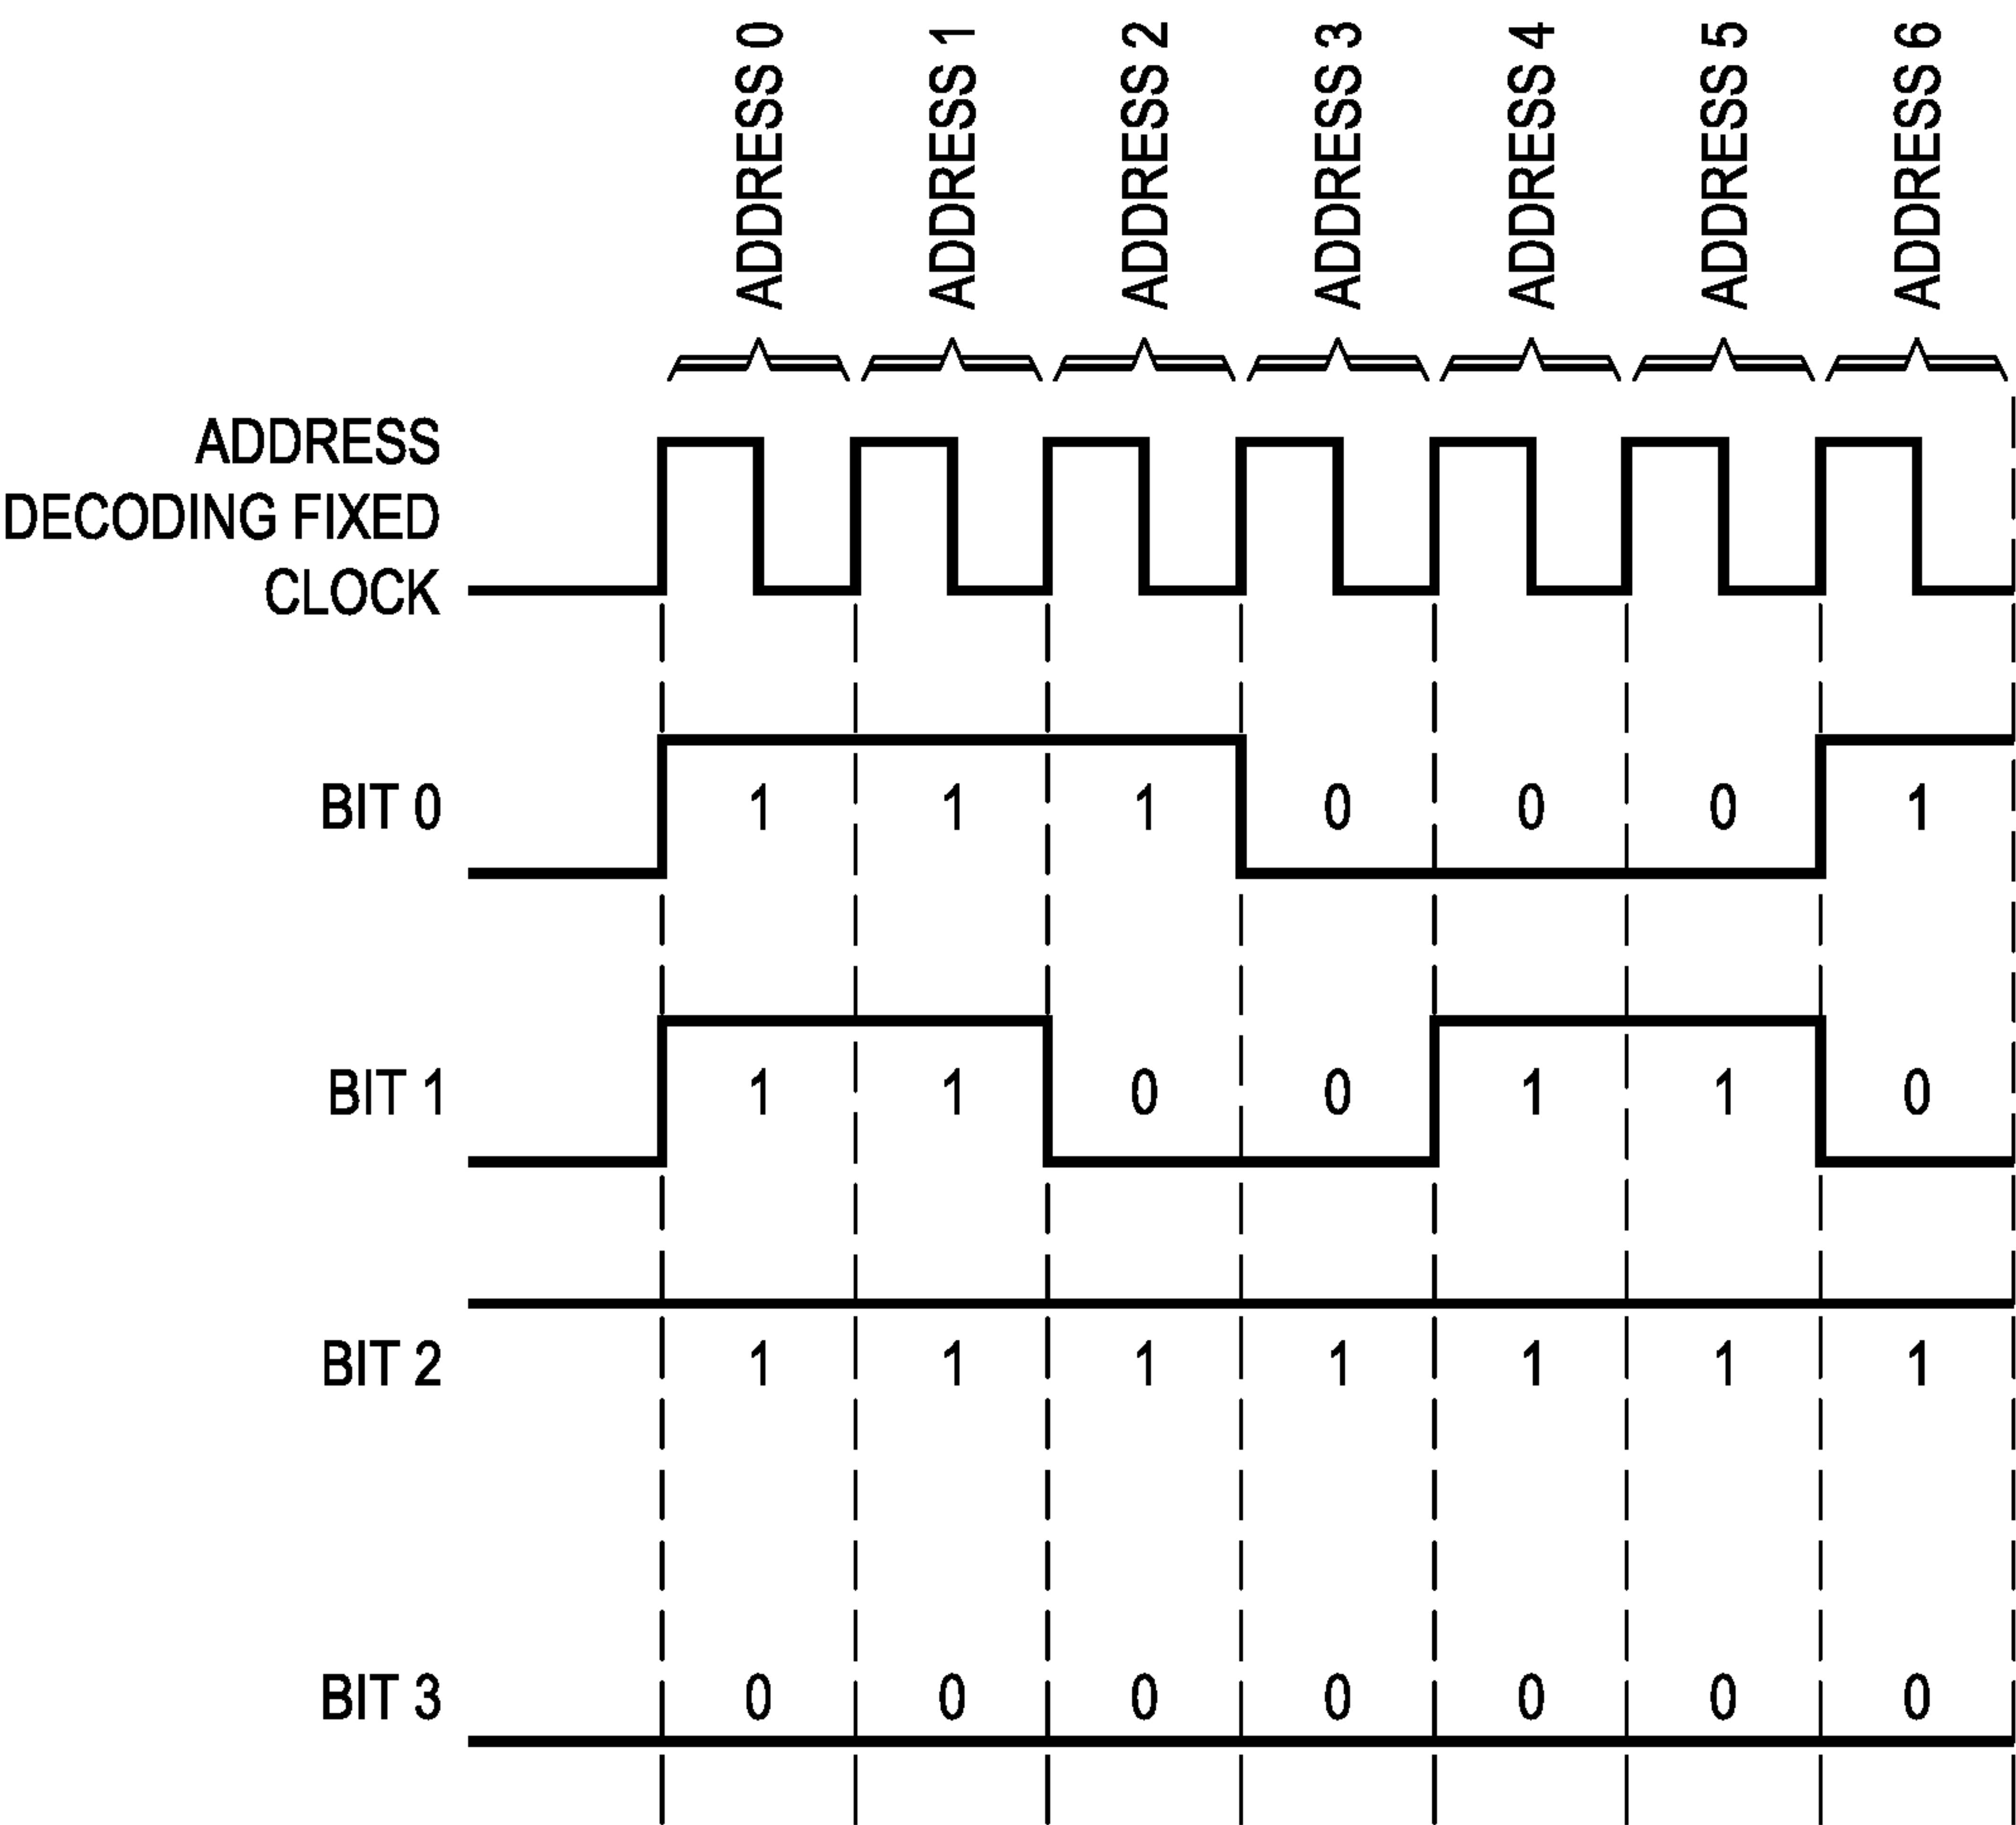 ADDRESS 0
ADDRESS 1
ADDRESS 2
ADDRESS 3
ADDRESS 4
ADDRESS 5
ADDRESS 6
ADDRESS
DECODING FIXED
CLOCK
BIT 0 1 1 1 0 0 0 1
BIT 1 1 1 0 0 1 1 0
BIT 2 1 1 1 1 1 1 1
BIT 3 0 0 0 0 0 0 0